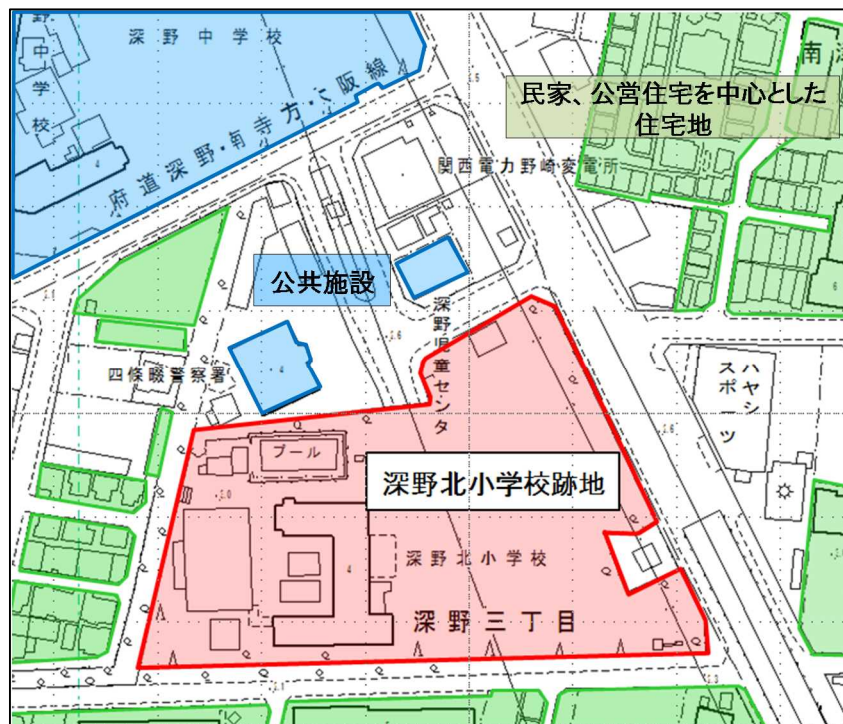 深野中学校
野中学校
府道深野・南寺方・大阪線
南津
民家、公営住宅を中心とした
住宅地
関西電力野崎変電所
公共施設
深野児童センタ
四條畷警察署
ハヤシ
スポーツ
プール
深野北小学校跡地
深野北小学校
深野三丁目